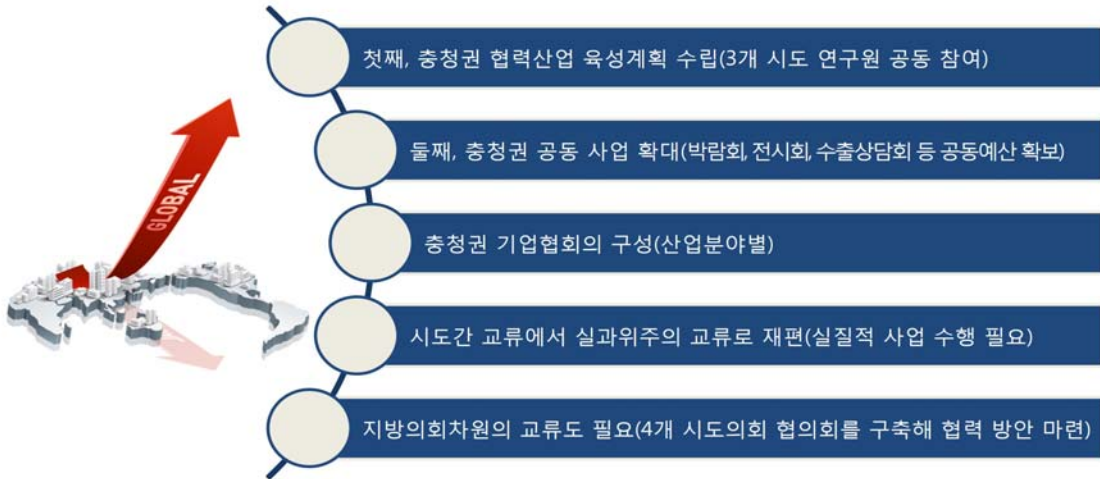 첫째, 충청권 협력산업 육성계획 수립(3개 시도 연구원 공동 참여)
둘째, 충청권 공동 사업 확대(박람회, 전시회, 수출상담회 등 공동예산 확보)
GLOBAL
충청권 기업협회의 구성(산업분야별)
시도간 교류에서 실과위주의 교류로 재편(실질적 사업 수행 필요)
지방의회차원의 교류도 필요(4개 시도의회 협의회를 구축해 협력 방안 마련)